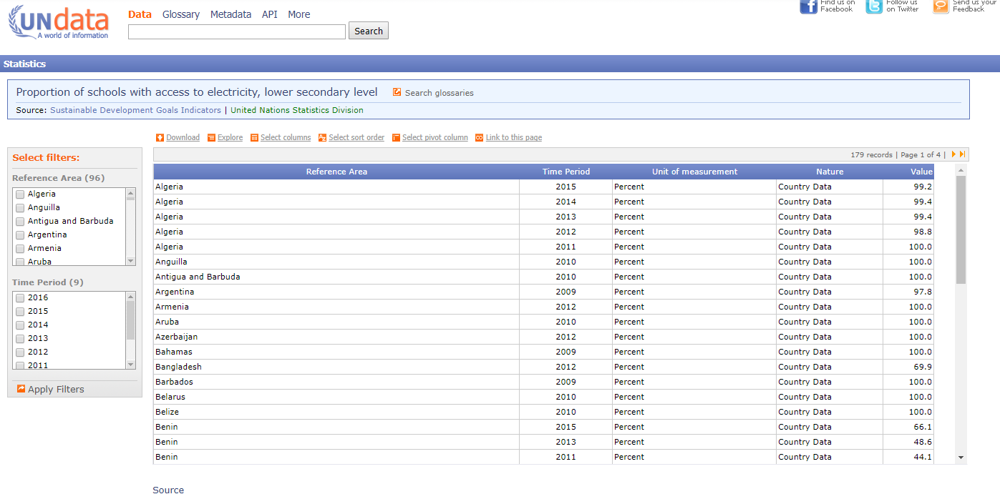 UNdata
A world of information
Data Glossary Metadata API More
Search
Find us on Facebook
Follow us on Twitter
Send us your Feedback
Statistics
Proportion of schools with access to electricity, lower secondary level Search glossaries
Source: Sustainable Development Goals Indicators | United Nations Statistics Division
Download Explore Select columns Select sort order Select pivot column Link to this page
Select filters:
Reference Area (96)
Algeria
Anguilla
Antigua and Barbuda
Argentina
Armenia
Aruba
Time Period (9)
2016
2015
2014
2013
2012
2011
Apply Filters
179 records | Page 1 of 4 |
Reference Area Time Period Unit of measurement Nature Value
Algeria 2015 Percent Country Data 99.2
Algeria 2014 Percent Country Data 99.4
Algeria 2013 Percent Country Data 99.4
Algeria 2012 Percent Country Data 98.8
Algeria 2011 Percent Country Data 100.0
Anguilla 2010 Percent Country Data 100.0
Antigua and Barbuda 2010 Percent Country Data 100.0
Argentina 2009 Percent Country Data 97.8
Armenia 2012 Percent Country Data 100.0
Aruba 2010 Percent Country Data 100.0
Azerbaijan 2012 Percent Country Data 100.0
Bahamas 2009 Percent Country Data 100.0
Bangladesh 2012 Percent Country Data 69.9
Barbados 2009 Percent Country Data 100.0
Belarus 2010 Percent Country Data 100.0
Belize 2010 Percent Country Data 100.0
Benin 2015 Percent Country Data 66.1
Benin 2013 Percent Country Data 48.6
Benin 2011 Percent Country Data 44.1
Source